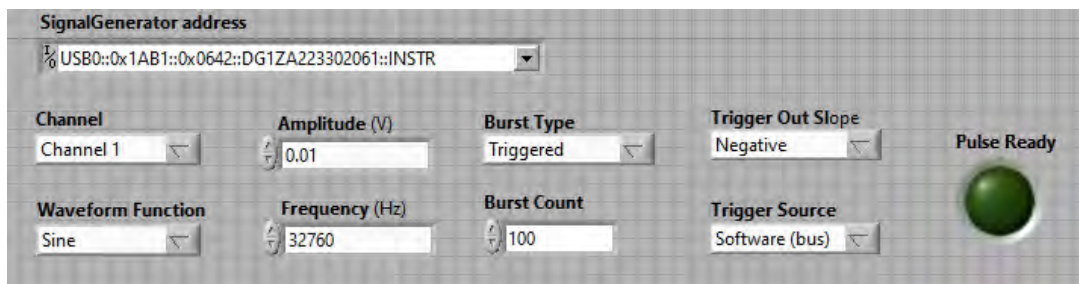 SignalGenerator address
I/O USB0::0x1AB1::0x0642::DG1ZA223302061::INSTR
Channel Amplitude (V) Burst Type Trigger Out Slope
Channel 1 0.01 Triggered Negative Pulse Ready
Waveform Function Frequency (Hz) Burst Count Trigger Source
Sine 32760 100 Software (bus)